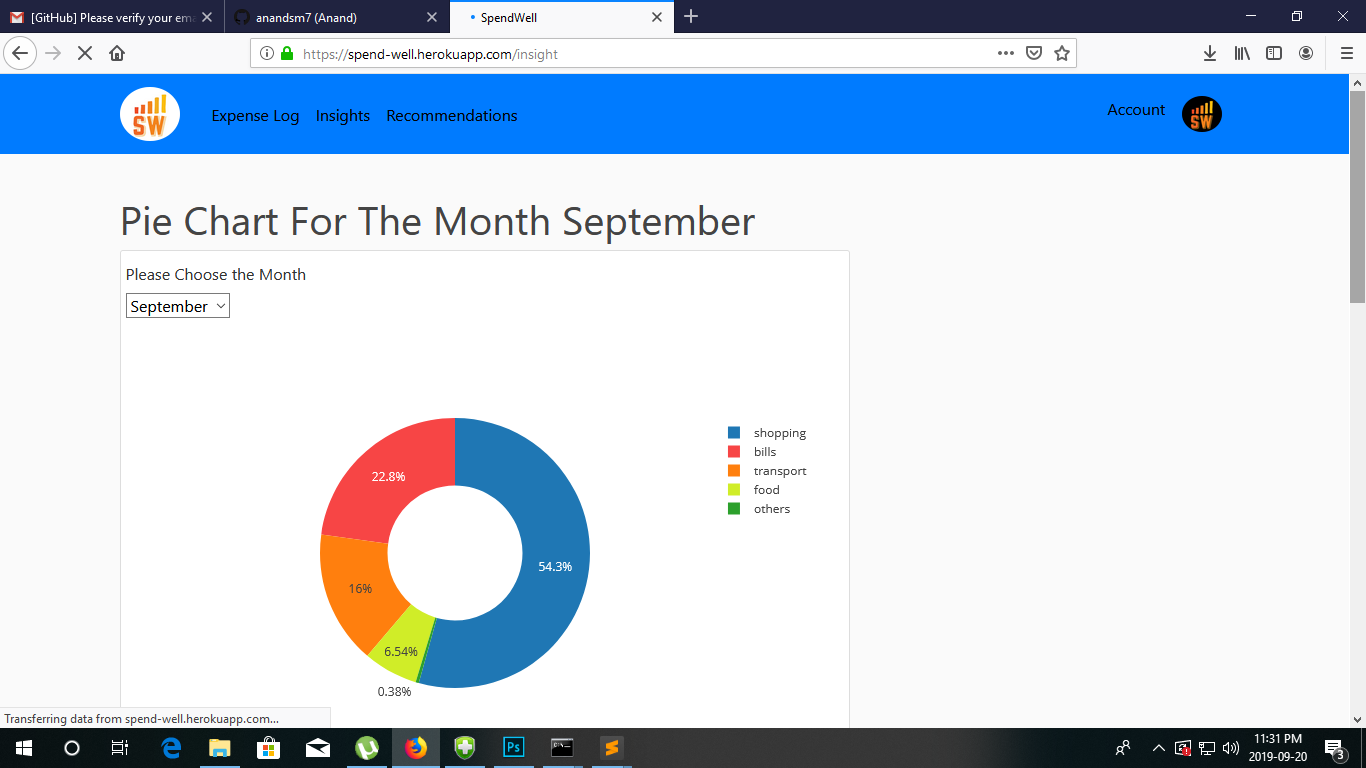 [GitHub] Please verify your ema
anandsm7 (Anand)
SpendWell
https://spend-well.herokuapp.com/insight
SW
Expense Log
Insights
Recommendations
Account
SW
Pie Chart For The Month September
Please Choose the Month
September
shopping
bills
transport
food
others
22.8%
54.3%
16%
6.54%
0.38%
Transferring data from spend-well.herokuapp.com...
Ps
11:31 PM
2019-09-20
3